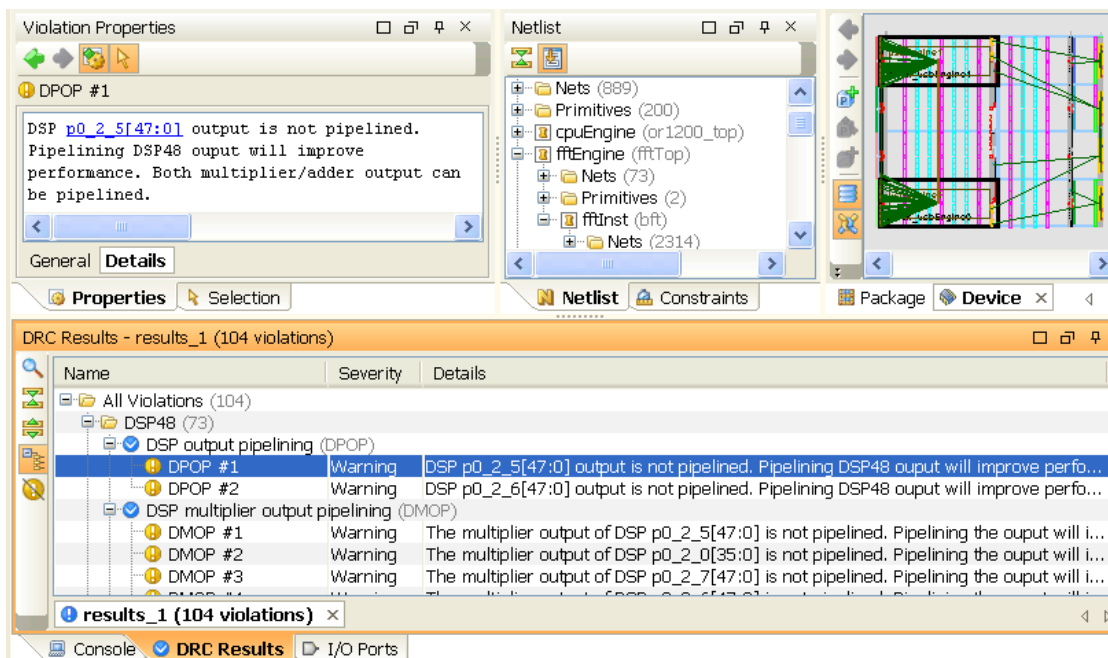 Violation Properties
DPOP #1
DSP p0_2_5[47:0] output is not pipelined.
Pipelining DSP48 ouput will improve
performance. Both multiplier/adder output can
be pipelined.
General Details
Properties Selection
Netlist
Nets (889)
Primitives (200)
cpuEngine (or1200_top)
fftEngine (fftTop)
Nets (73)
Primitives (2)
fftInst (bft)
Nets (2314)
Netlist Constraints
Package Device
DRC Results - results_1 (104 violations)
Name Severity Details
All Violations (104)
DSP48 (73)
DSP output pipelining (DPOP)
DPOP #1 Warning DSP p0_2_5[47:0] output is not pipelined. Pipelining DSP48 ouput will improve perfo...
DPOP #2 Warning DSP p0_2_6[47:0] output is not pipelined. Pipelining DSP48 ouput will improve perfo...
DSP multiplier output pipelining (DMOP)
DMOP #1 Warning The multiplier output of DSP p0_2_5[47:0] is not pipelined. Pipelining the ouput will i...
DMOP #2 Warning The multiplier output of DSP p0_2_0[35:0] is not pipelined. Pipelining the ouput will i...
DMOP #3 Warning The multiplier output of DSP p0_2_7[47:0] is not pipelined. Pipelining the ouput will i...
results_1 (104 violations)
Console DRC Results I/O Ports